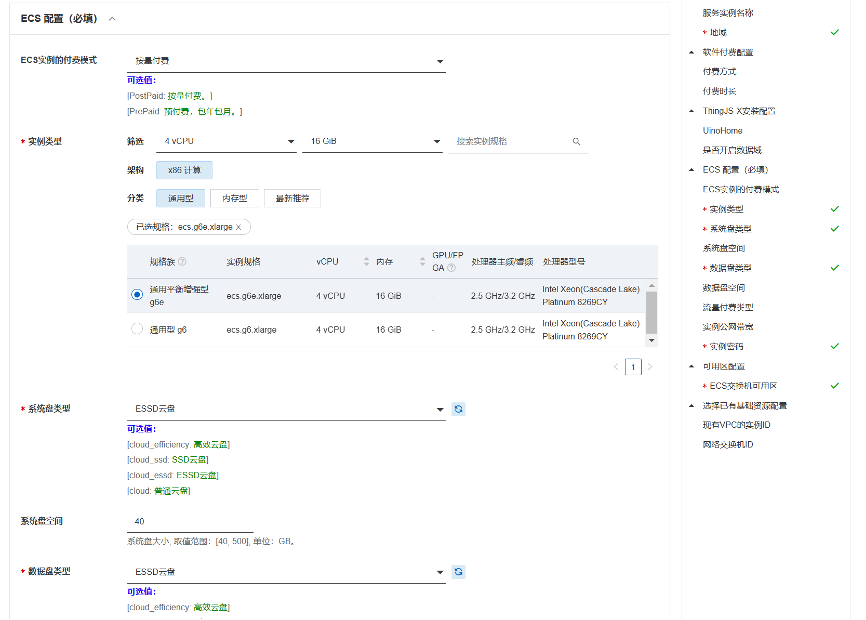 ECS 配置（必填）
ECS实例的付费模式
按量付费
可选值:
[PostPaid: 按量付费。]
[PrePaid: 预付费，包年包月。]
* 实例类型
筛选
4 vCPU
16 GiB
搜索实例规格
架构
x86 计算
分类
通用型
内存型
最新推荐
已选规格：ecs.g6e.xlarge X
规格族
实例规格
vCPU
内存
GPU/FP
GA
处理器主频/睿频
处理器型号
通用平衡增强型
g6e
ecs.g6e.xlarge
4 vCPU
16 GiB
-
2.5 GHz/3.2 GHz
Intel Xeon(Cascade Lake)
Platinum 8269CY
通用型 g6
ecs.g6.xlarge
4 vCPU
16 GiB
-
2.5 GHz/3.2 GHz
Intel Xeon(Cascade Lake)
Platinum 8269CY
1
* 系统盘类型
ESSD云盘
可选值:
[cloud_efficiency: 高效云盘]
[cloud_ssd: SSD云盘]
[cloud_essd: ESSD云盘]
[cloud: 普通云盘]
系统盘空间
40
系统盘大小, 取值范围：[40, 500], 单位：GB。
* 数据盘类型
ESSD云盘
可选值:
[cloud_efficiency: 高效云盘]
服务实例名称
* 地域
软件付费配置
付费方式
付费时长
ThingJS-X安装配置
UinoHome
是否开启数据域
ECS 配置（必填）
ECS实例的付费模式
* 实例类型
* 系统盘类型
系统盘空间
* 数据盘类型
数据盘空间
流量付费类型
实例公网带宽
* 实例密码
可用区配置
* ECS交换机可用区
选择已有基础资源配置
现有VPC的实例ID
网络交换机ID